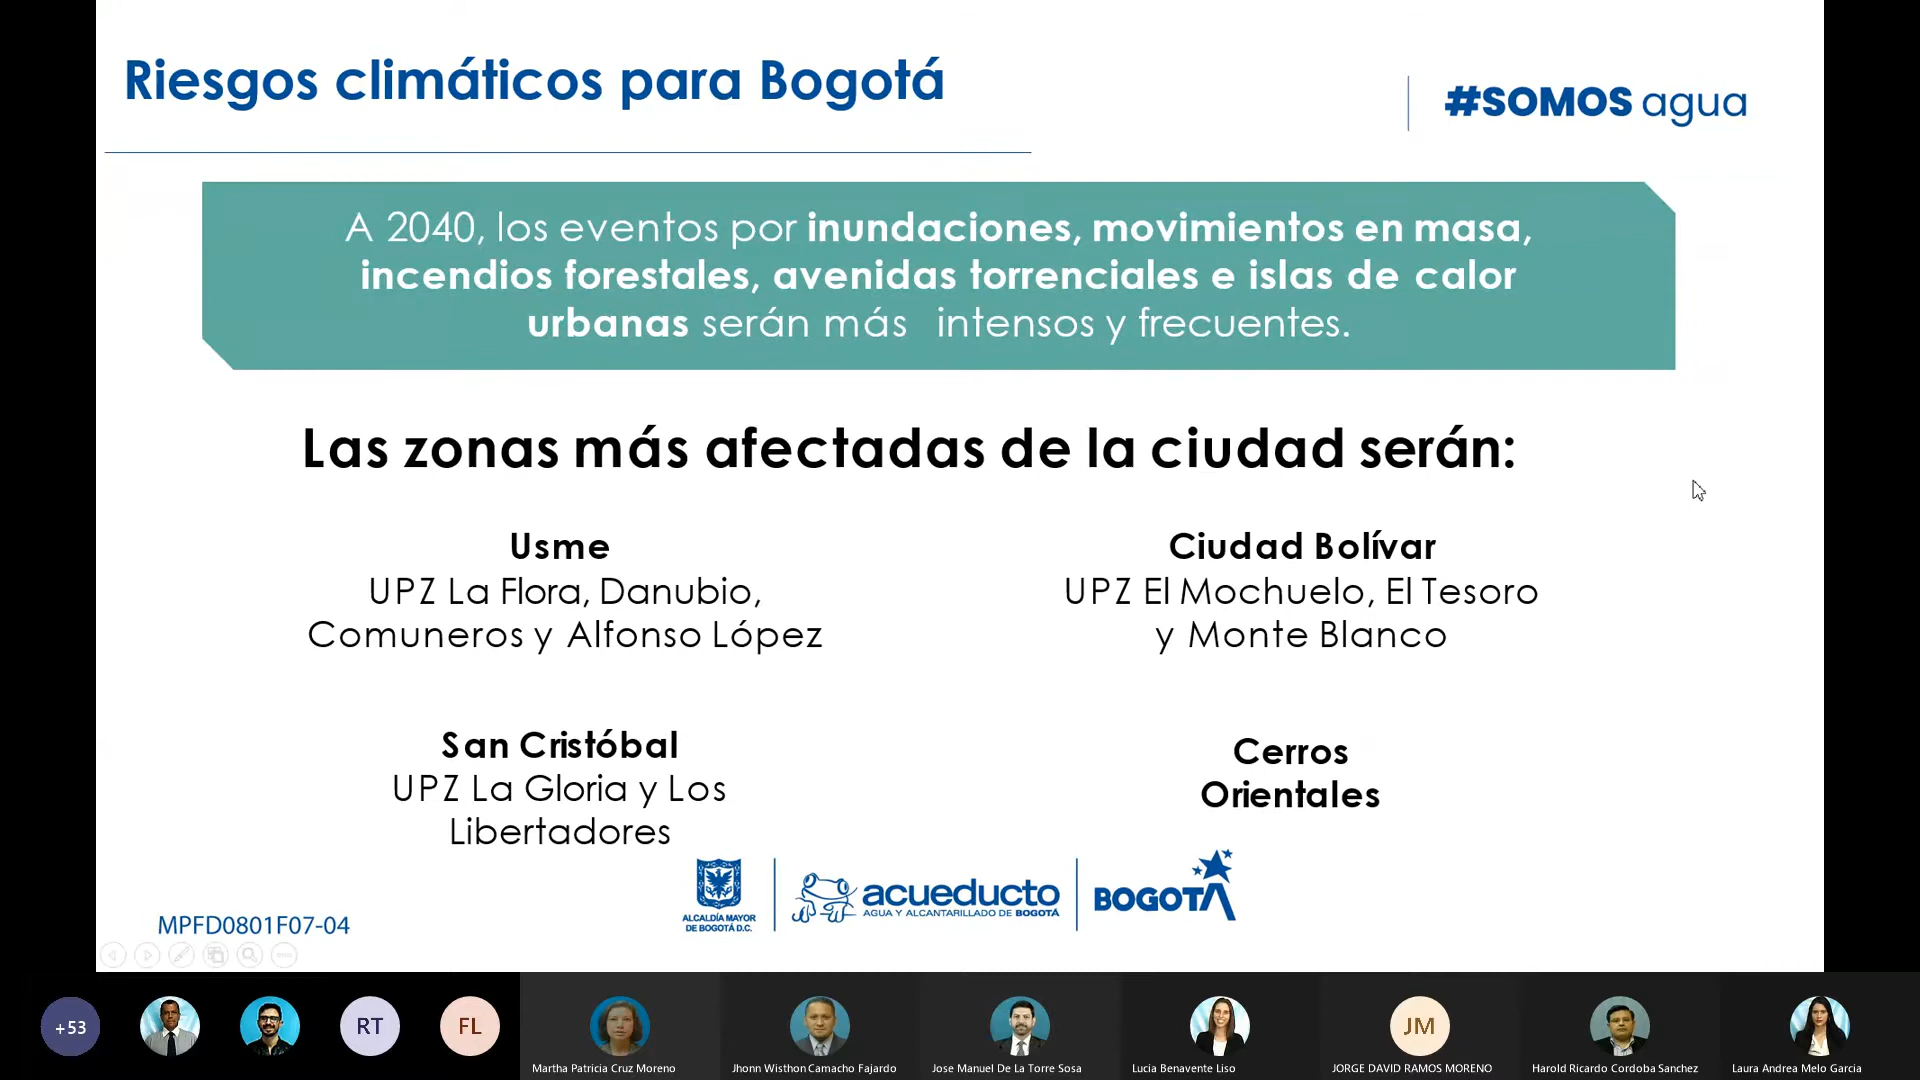 Riesgos climáticos para Bogotá
#SOMOS agua
A 2040, los eventos por inundaciones, movimientos en masa,
incendios forestales, avenidas torrenciales e islas de calor
urbanas serán más intensos y frecuentes.
Las zonas más afectadas de la ciudad serán:
Usme
UPZ La Flora, Danubio,
Comuneros y Alfonso López
Ciudad Bolívar
UPZ El Mochuelo, El Tesoro
y Monte Blanco
San Cristóbal
UPZ La Gloria y Los
Libertadores
Cerros
Orientales
MPFD0801F07-04
ALCALDÍA MAYOR
DE BOGOTÁ D.C.
acueducto
AGUA Y ALCANTARILLADO DE BOGOTÁ
BOGOTÁ
+53
RT
FL
JM
Martha Patricia Cruz Moreno
Jhonn Wisthon Camacho Fajardo
Jose Manuel De La Torre Sosa
Lucia Benavente Liso
JORGE DAVID RAMOS MORENO
Harold Ricardo Cordoba Sanchez
Laura Andrea Melo Garcia